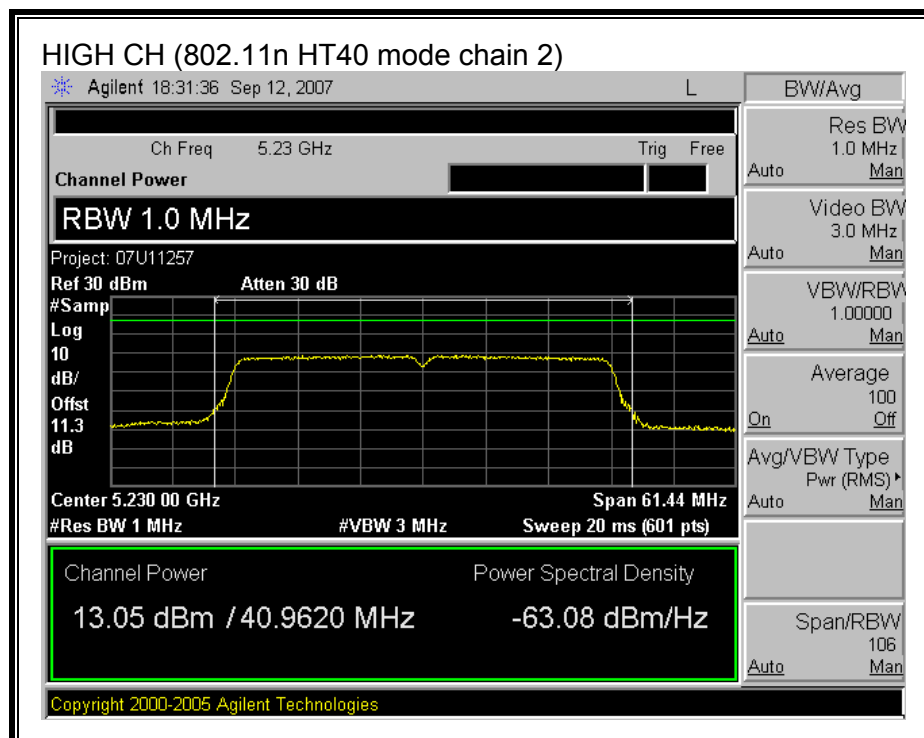 HIGH CH (802.11n HT40 mode chain 2)
Agilent 18:31:36 Sep 12, 2007 L
BW/Avg
Ch Freq 5.23 GHz Trig Free
Channel Power
RBW 1.0 MHz
Project: 07U11257
Ref 30 dBm Atten 30 dB
#Samp
Log
10
dB/
Offst
11.3
dB
Center 5.230 00 GHz Span 61.44 MHz
#Res BW 1 MHz #VBW 3 MHz Sweep 20 ms (601 pts)
Channel Power Power Spectral Density
13.05 dBm / 40.9620 MHz -63.08 dBm/Hz
Copyright 2000-2005 Agilent Technologies
Res BW
1.0 MHz
Auto Man
Video BW
3.0 MHz
Auto Man
VBW/RBW
1.00000
Auto Man
Average
100
On Off
Avg/VBW Type
Pwr (RMS)
Auto Man
Span/RBW
106
Auto Man